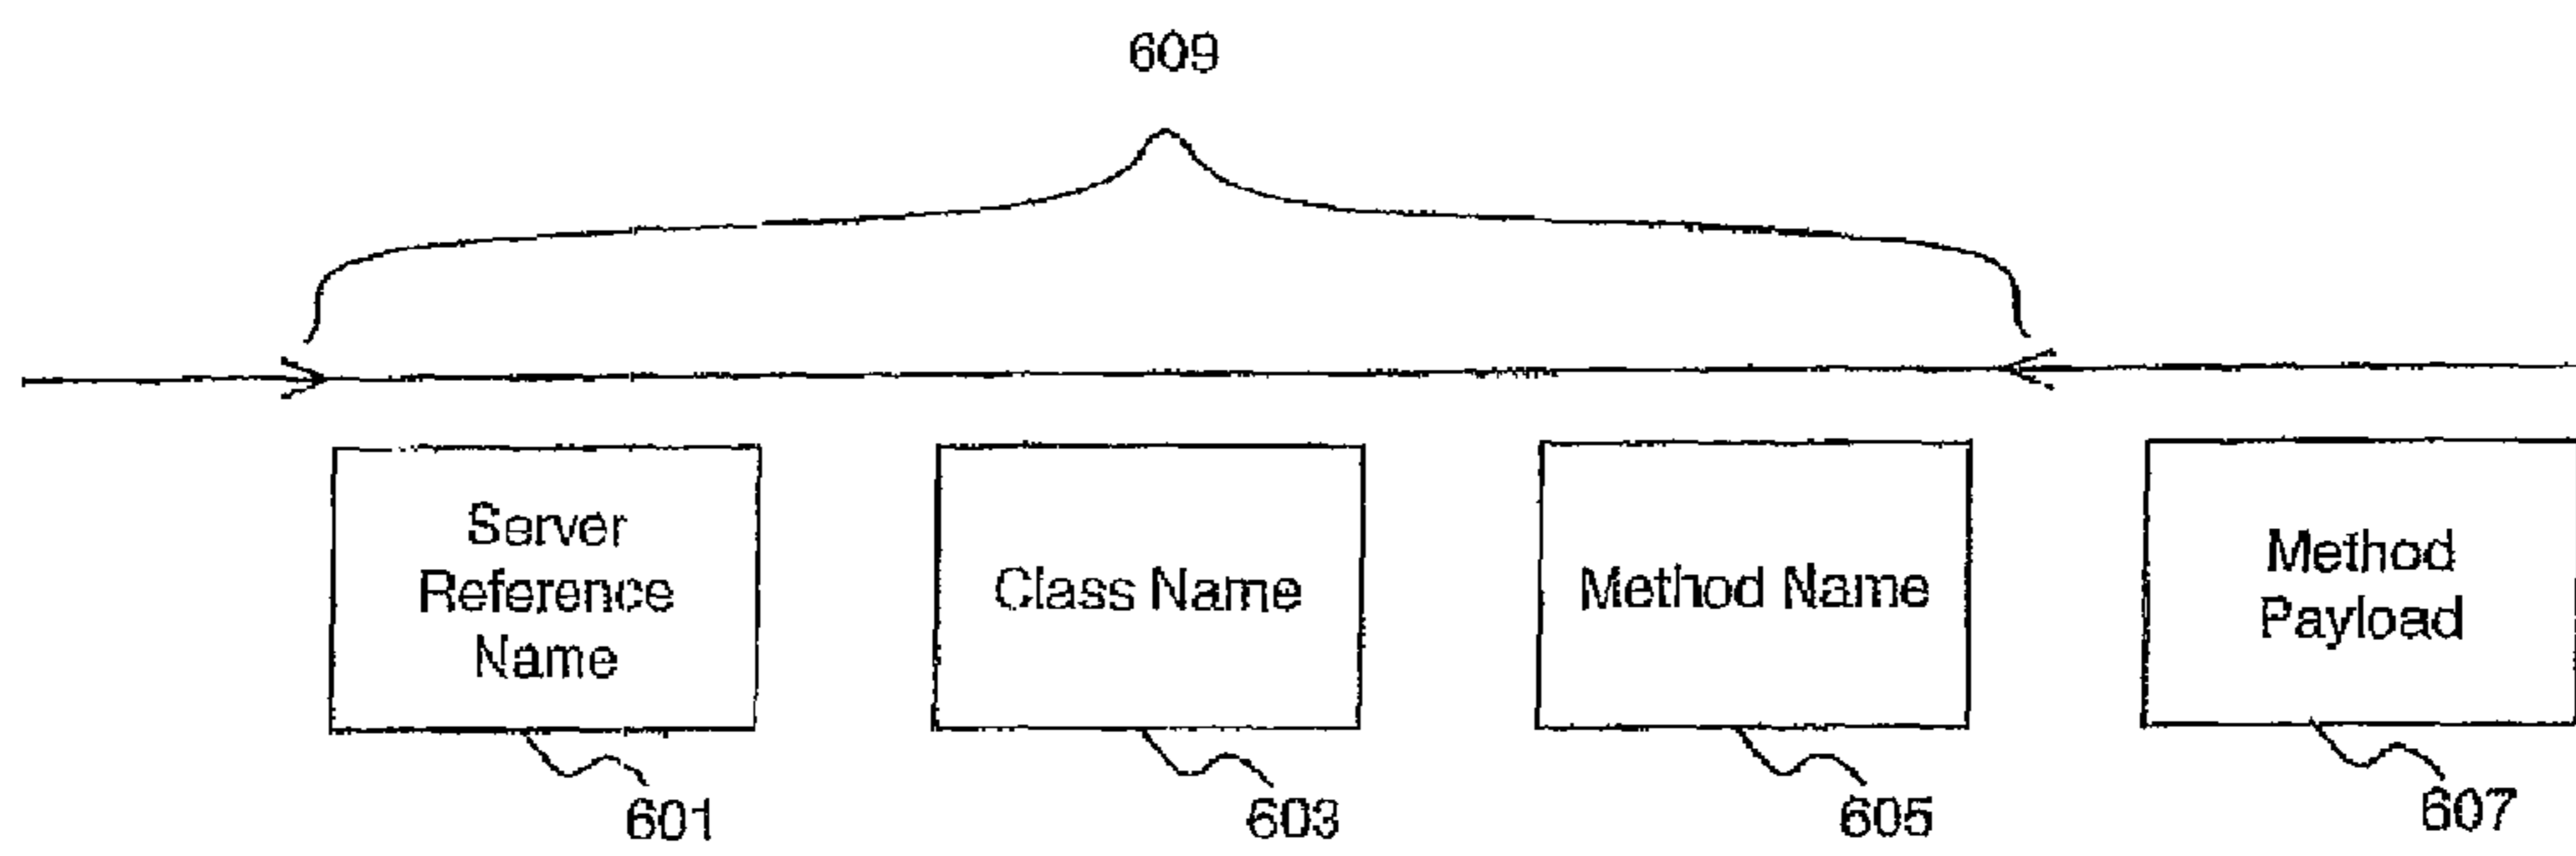 609
Server
Reference
Name
Class Name
Method Name
Method
Payload
601
603
605
607